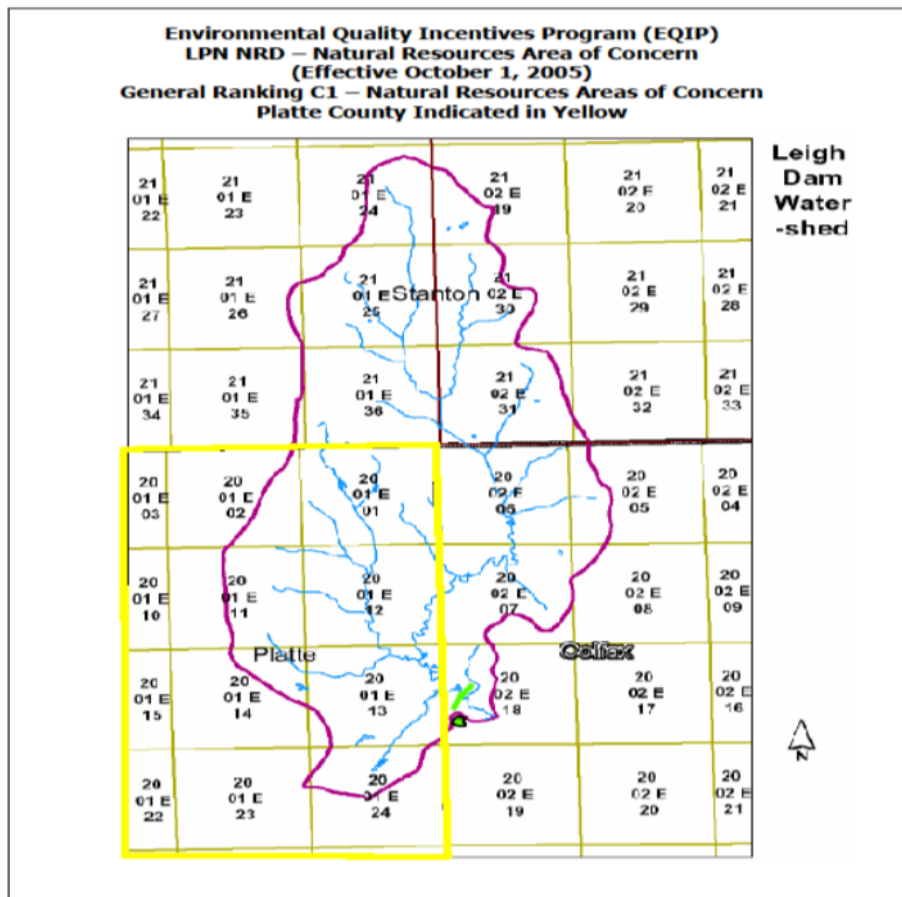 Environmental Quality Incentives Program (EQIP)
LPN NRD – Natural Resources Area of Concern
(Effective October 1, 2005)
General Ranking C1 – Natural Resources Areas of Concern
Platte County Indicated in Yellow
Leigh
Dam
Water
-shed
21 21 21 21 21 21
01 E 01 E 01 E 02 E 02 E 02 E
22 23 24 19 20 21
21 21 21 21 21 21
01 E 01 E 01 E Stanton 02 E 02 E 02 E
27 26 25 30 29 28
21 21 21 21 21 21
01 E 01 E 01 E 02 E 02 E 02 E
34 35 36 31 32 33
20 20 20 20 20 20
01 E 01 E 01 E 02 E 02 E 02 E
03 02 01 06 05 04
20 20 20 20 20 20
01 E 01 E 01 E 02 E 02 E 02 E
10 11 12 07 08 09
Platte Colfax
20 20 20 20 20 20
01 E 01 E 01 E 02 E 02 E 02 E
15 14 13 18 17 16
20 20 20 20 20 20
01 E 01 E 01 E 02 E 02 E 02 E
22 23 24 19 20 21
N